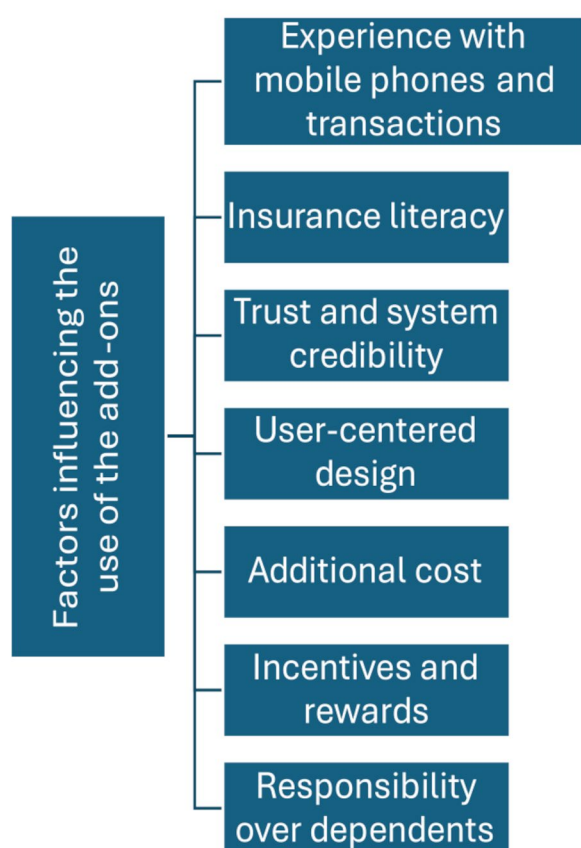 Factors influencing the
use of the add-ons
Experience with
mobile phones and
transactions
Insurance literacy
Trust and system
credibility
User-centered
design
Additional cost
Incentives and
rewards
Responsibility
over dependents